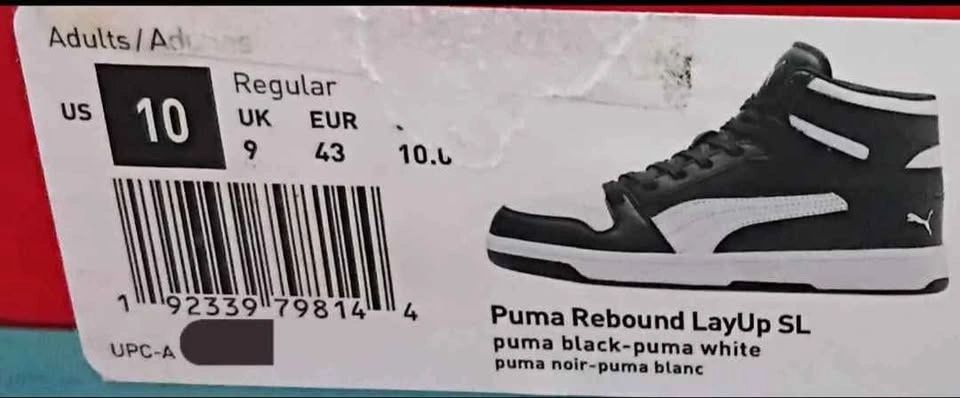 Adults/
Regular
US 10 UK EUR
9 43
1 92339 79814 4
UPC-A
Puma Rebound LayUp SL
puma black-puma white
puma noir-puma blanc